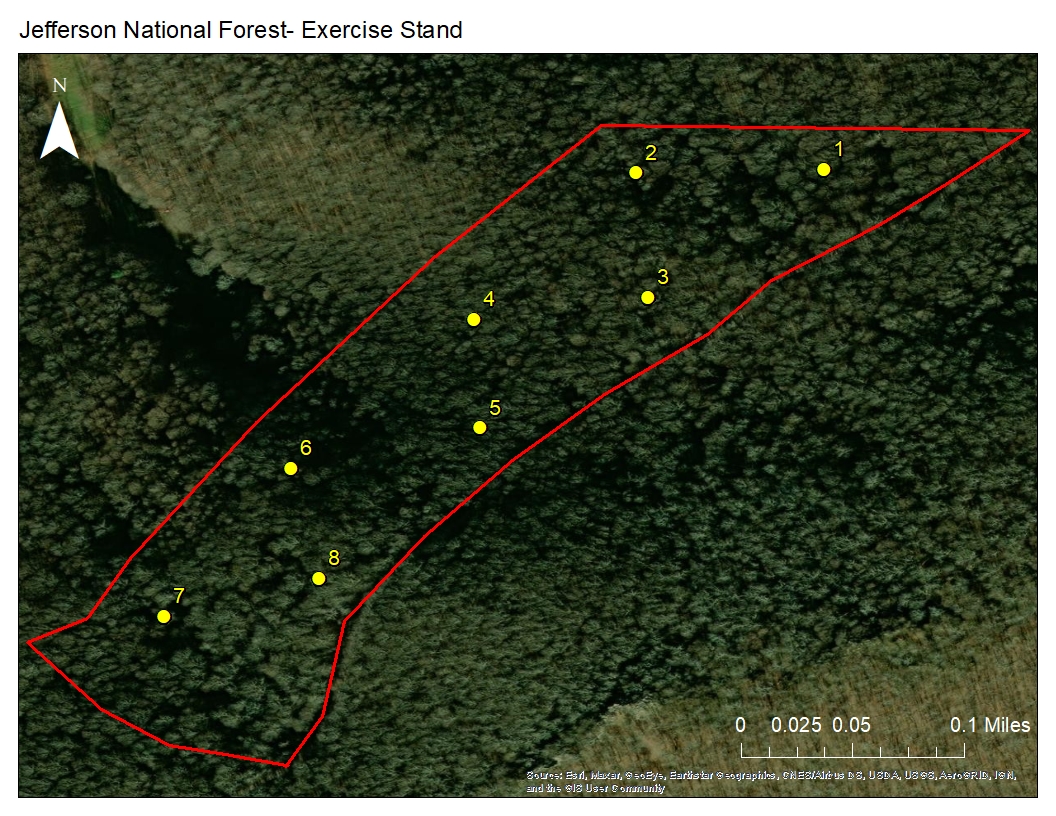 Jefferson National Forest- Exercise Stand
N
1
2
3
4
5
6
8
7
0 0.025 0.05 0.1 Miles
Source: Esri, Maxar, GeoEye, Earthstar Geographics, CNES/Airbus DS, USDA, USGS, AeroGRID, IGN,
and the GIS User Community